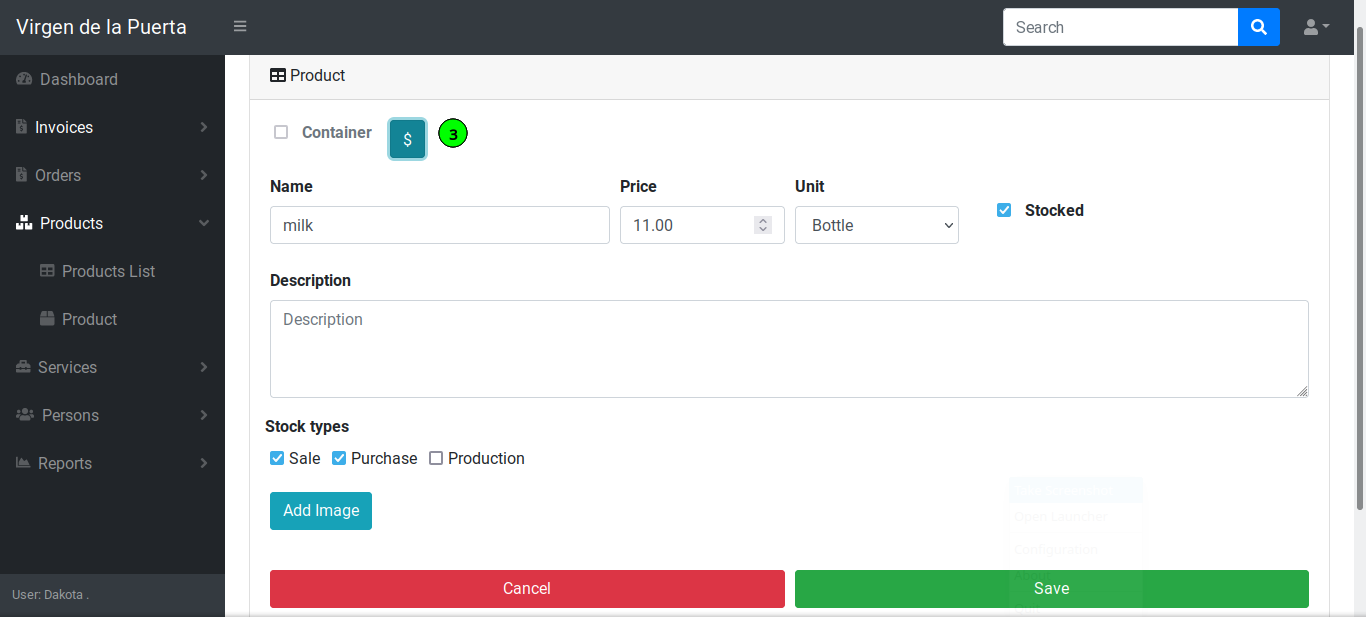 Virgen de la Puerta
Search
Dashboard
Invoices
Orders
Products
Products List
Product
Services
Persons
Reports
User: Dakota .
Product
Container $ 3
Name Price Unit
milk 11.00 Bottle
Stocked
Description
Description
Stock types
Sale Purchase Production
Add Image
Open Launcher
Configuration
Cancel Save